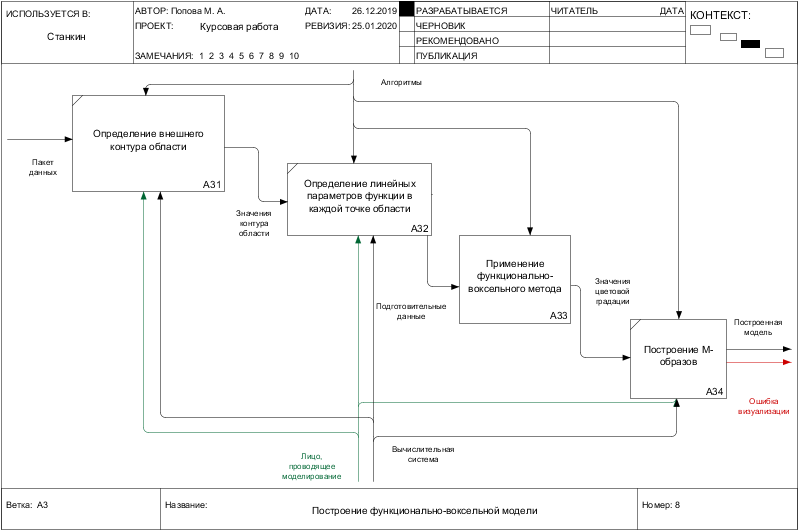 ИСПОЛЬЗУЕТСЯ В:
Станкин
АВТОР: Попова М. А.
ДАТА: 26.12.2019
ПРОЕКТ: Курсовая работа
РЕВИЗИЯ: 25.01.2020
ЗАМЕЧАНИЯ: 1 2 3 4 5 6 7 8 9 10
РАЗРАБАТЫВАЕТСЯ
ЧЕРНОВИК
РЕКОМЕНДОВАНО
ПУБЛИКАЦИЯ
ЧИТАТЕЛЬ
ДАТА
КОНТЕКСТ:
Алгоритмы
Пакет
данных
Определение внешнего
контура области
A31
Значения
контура
области
Определение линейных
параметров функции в
каждой точке области
A32
Подготовительные
данные
Применение
функционально-
воксельного метода
A33
Значения
цветовой
градации
Построение М-
образов
A34
Построенная
модель
Ошибка
визуализации
Лицо,
проводящее
моделирование
Вычислительная
система
Ветка: A3
Название:
Построение функционально-воксельной модели
Номер: 8